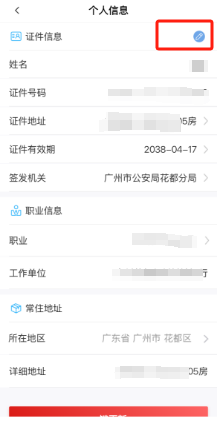 个人信息
证件信息
姓名
证件号码
证件地址 05房
证件有效期 2038-04-17
签发机关 广州市公安局花都分局
职业信息
职业
工作单位 行
常住地址
所在地区 广东省 广州市 花都区
详细地址 05房